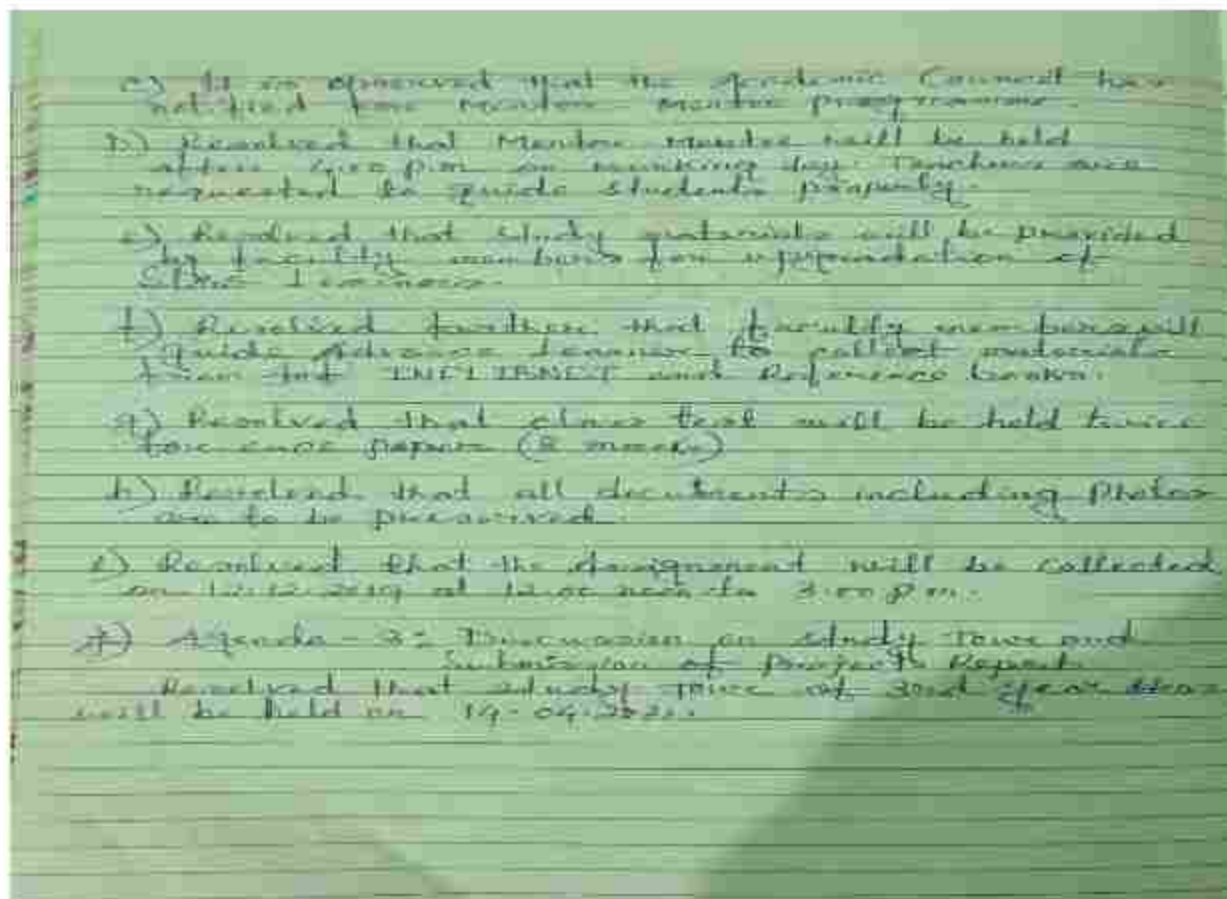 c) It is observed that the Academic Council has
notified for Mentor - Mentee programme.
D) Resolved that Mentor Mentee will be held
after p.m. on working day. Teachers are
requested to guide students properly.
e) Resolved that study materials will be provided
by faculty members for of
Slow Learners.
f) Resolved further that faculty members will
guide Advance learner to collect materials
from INFLIBNET and Reference books.
g) Resolved that class test will be held twice
paper
h) Resolved that all documents including Photos
are to be preserved.
i) Resolved that the Assignment will be collected
on 12.12.2019 at 12.00 noon to 3.00 p.m.
Agenda - 3: Discussion on study Tour and
Submission of Project Report.
Resolved that study Tour of 3rd year
will be held on